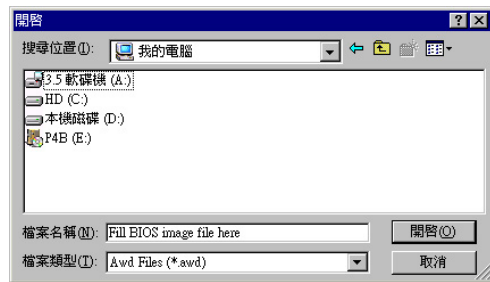 開啓
搜尋位置(I): 我的電腦
3.5 軟碟機 (A:)
HD (C:)
本機磁碟 (D:)
P4B (E:)
檔案名稱(N): Fill BIOS image file here 開啓(O)
檔案類型(T): Awd Files (*.awd) 取消